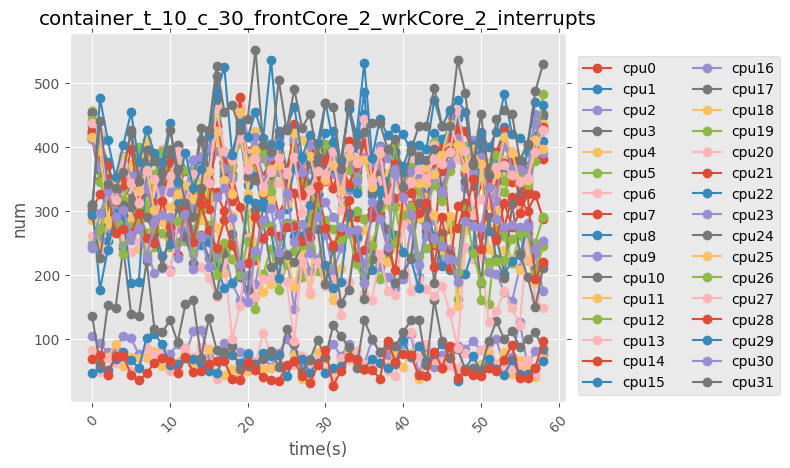 container_t_10_c_30_frontCore_2_wrkCore_2_interrupts
num
500
400
300
200
100
0
10
20
30
40
50
60
time(s)
cpu0
cpu1
cpu2
cpu3
cpu4
cpu5
cpu6
cpu7
cpu8
cpu9
cpu10
cpu11
cpu12
cpu13
cpu14
cpu15
cpu16
cpu17
cpu18
cpu19
cpu20
cpu21
cpu22
cpu23
cpu24
cpu25
cpu26
cpu27
cpu28
cpu29
cpu30
cpu31